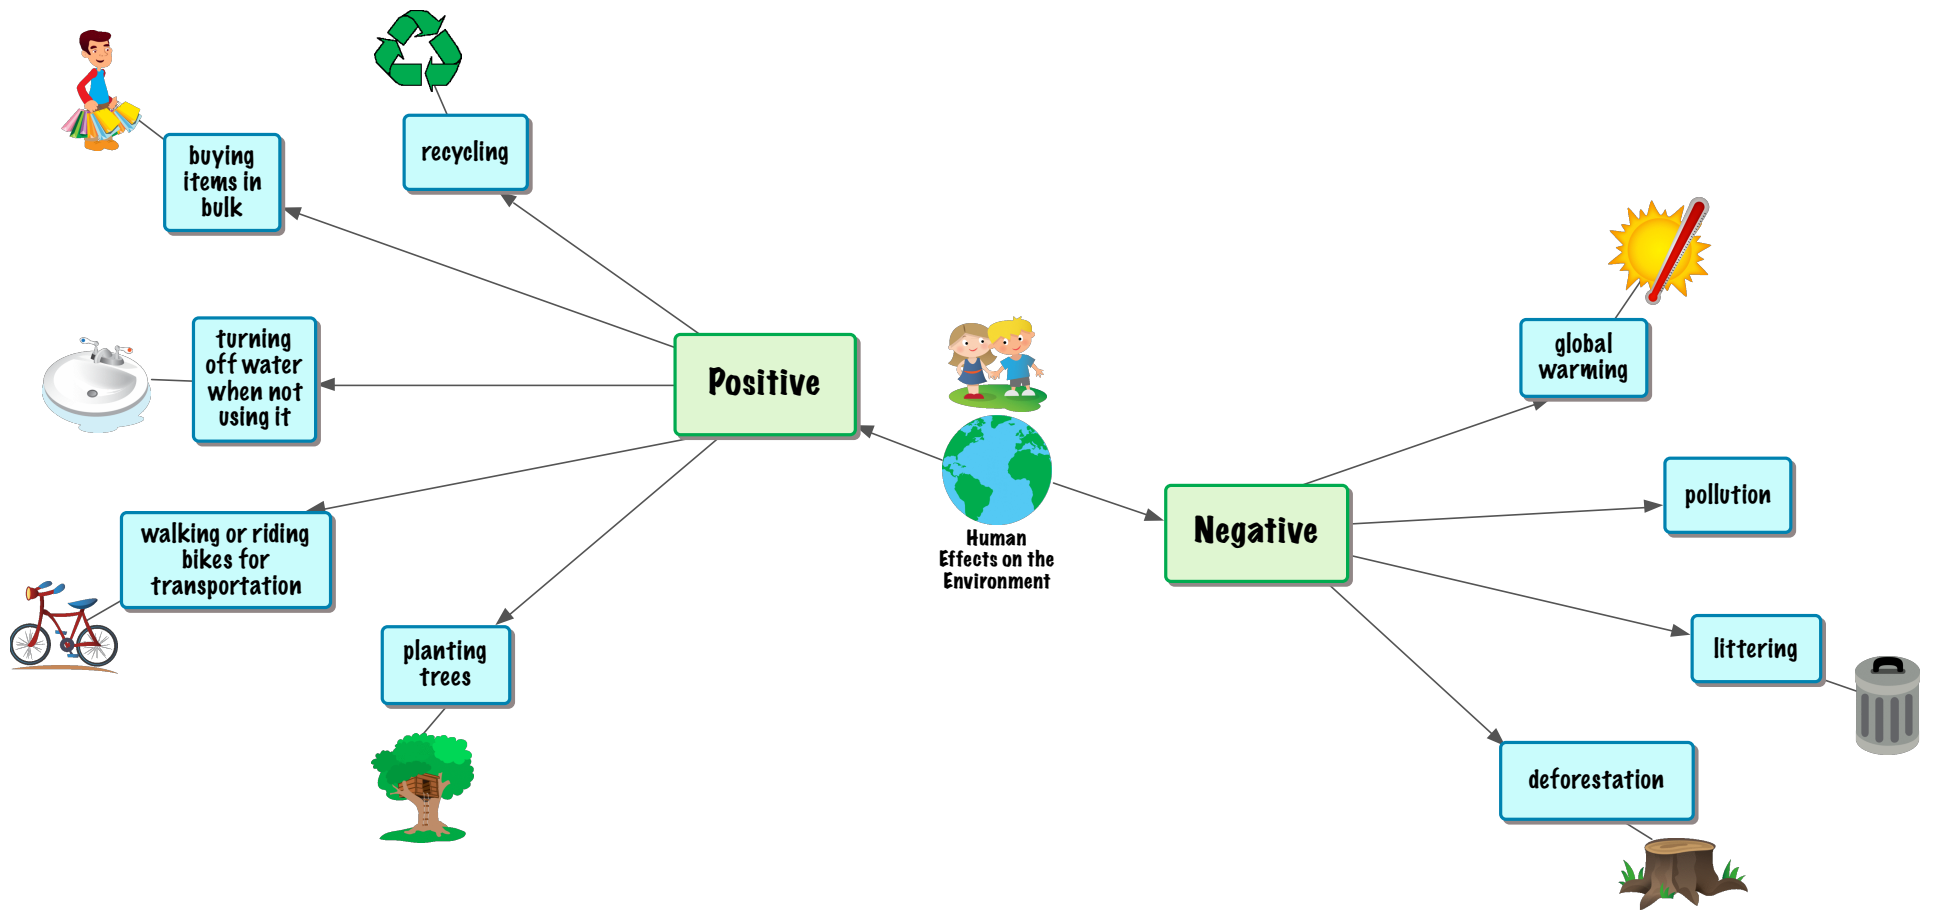 recycling
buying
items in
bulk
turning
off water
when not
using it
walking or riding
bikes for
transportation
planting
trees
Positive
Human
Effects on the
Environment
Negative
global
warming
pollution
littering
deforestation